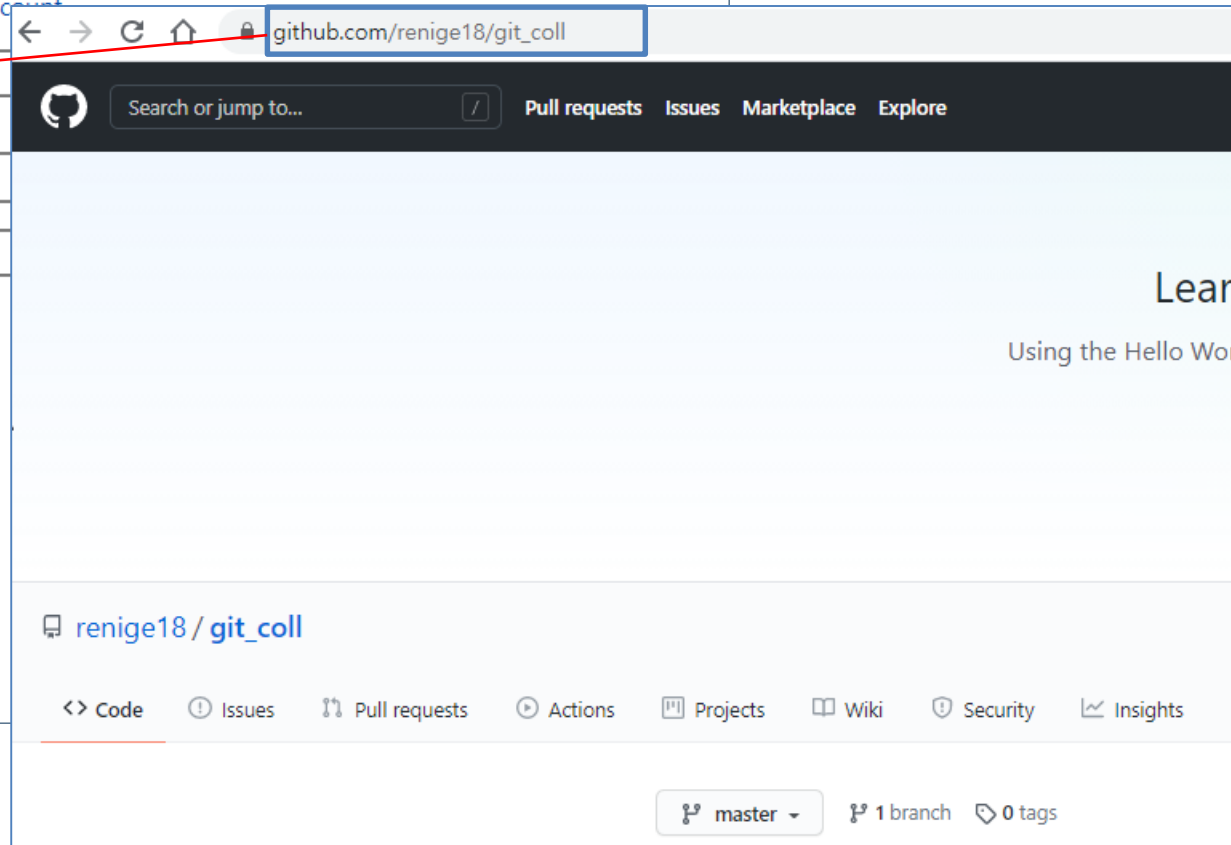 github.com/renige18/git_coll
Search or jump to... / Pull requests Issues Marketplace Explore
Using the Hello
renige18 / git_coll
<> Code Issues Pull requests Actions Projects Wiki Security Insights
master 1 branch 0 tags